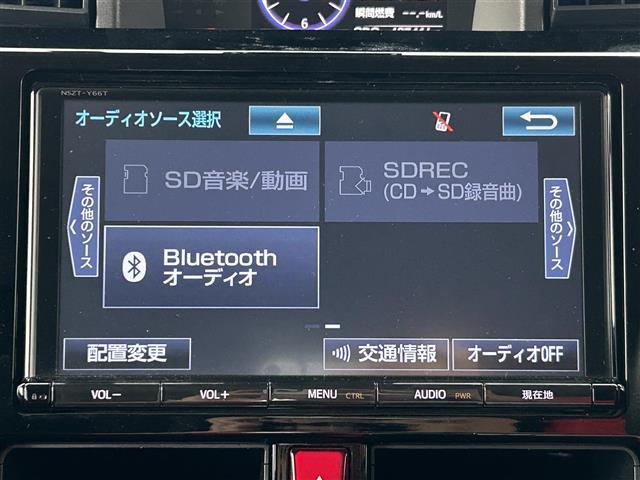 瞬間燃費 --.-km/L
6
NSZT-Y66T
オーディオソース選択
その他のソース
SD音楽/動画
SDREC
(CD→SD録音曲)
その他のソース
Bluetooth
オーディオ
配置変更
交通情報
オーディオOFF
VOL−
VOL+
MENU CTRL
AUDIO PWR
現在地